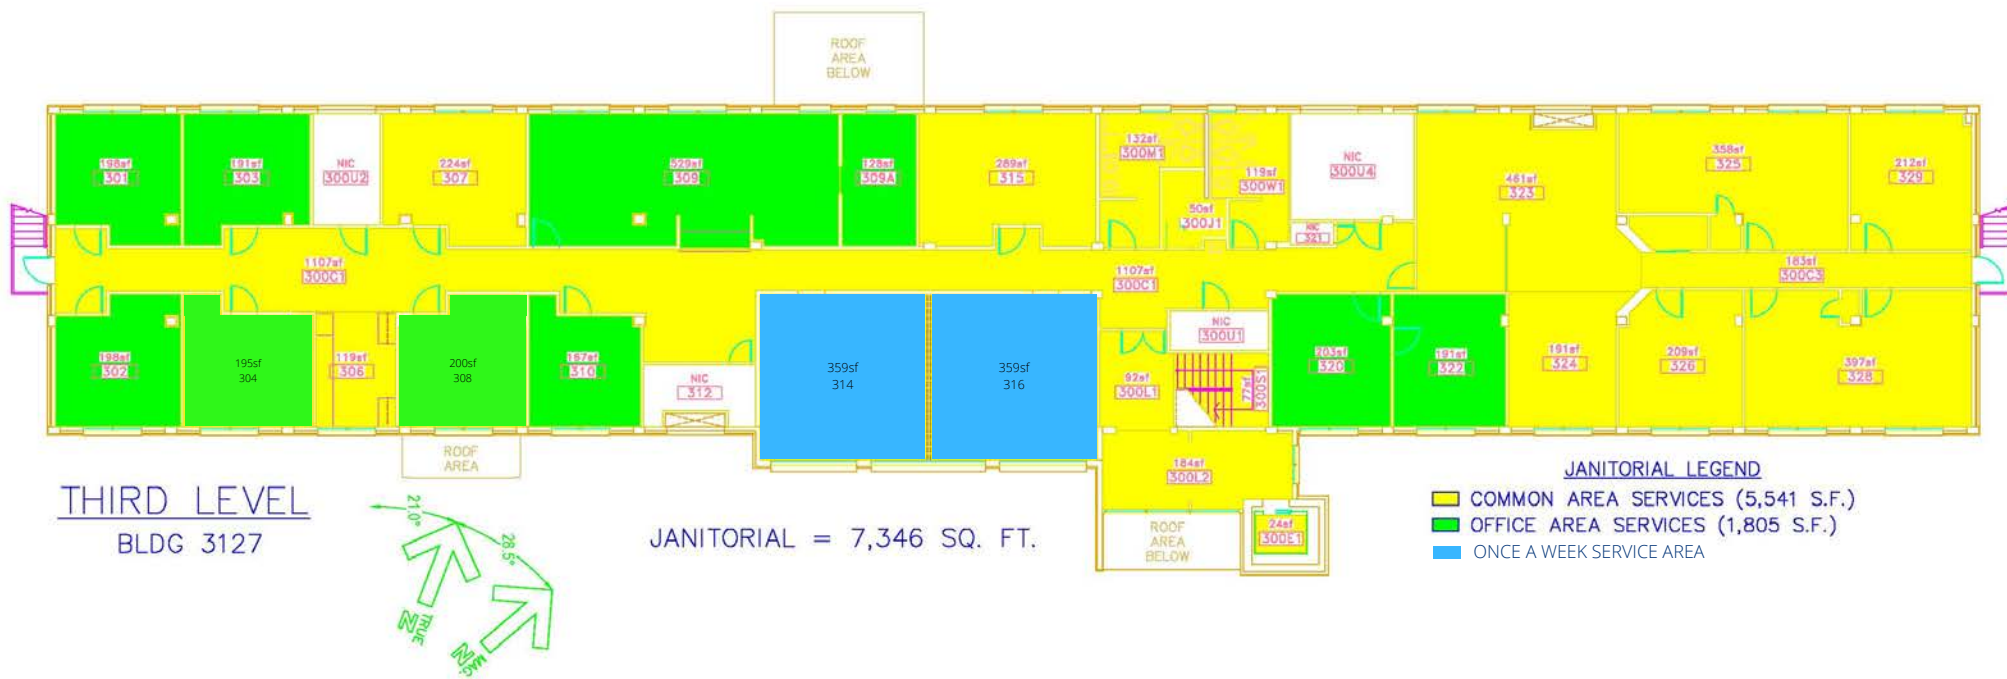 ROOF
AREA
BELOW
198sf
301
191sf
303
NIC
300U2
224sf
307
529sf
309
128sf
309A
289sf
315
132sf
300M1
119sf
300W1
50sf
300J1
NIC
300U4
NIC
321
461sf
323
358sf
325
212sf
329
1107sf
300C1
1107sf
300C1
183sf
300C3
198sf
302
195sf
304
119sf
306
200sf
308
167sf
310
NIC
312
359sf
314
359sf
316
NIC
300U1
92sf
300L1
77sf
300S1
203sf
320
191sf
322
191sf
324
209sf
326
397sf
328
ROOF
AREA
184sf
300L2
24sf
300E1
ROOF
AREA
BELOW
THIRD LEVEL
BLDG 3127
21.0°
28.5°
TRUE
N
MAG.
N
JANITORIAL = 7,346 SQ. FT.
JANITORIAL LEGEND
COMMON AREA SERVICES (5,541 S.F.)
OFFICE AREA SERVICES (1,805 S.F.)
ONCE A WEEK SERVICE AREA